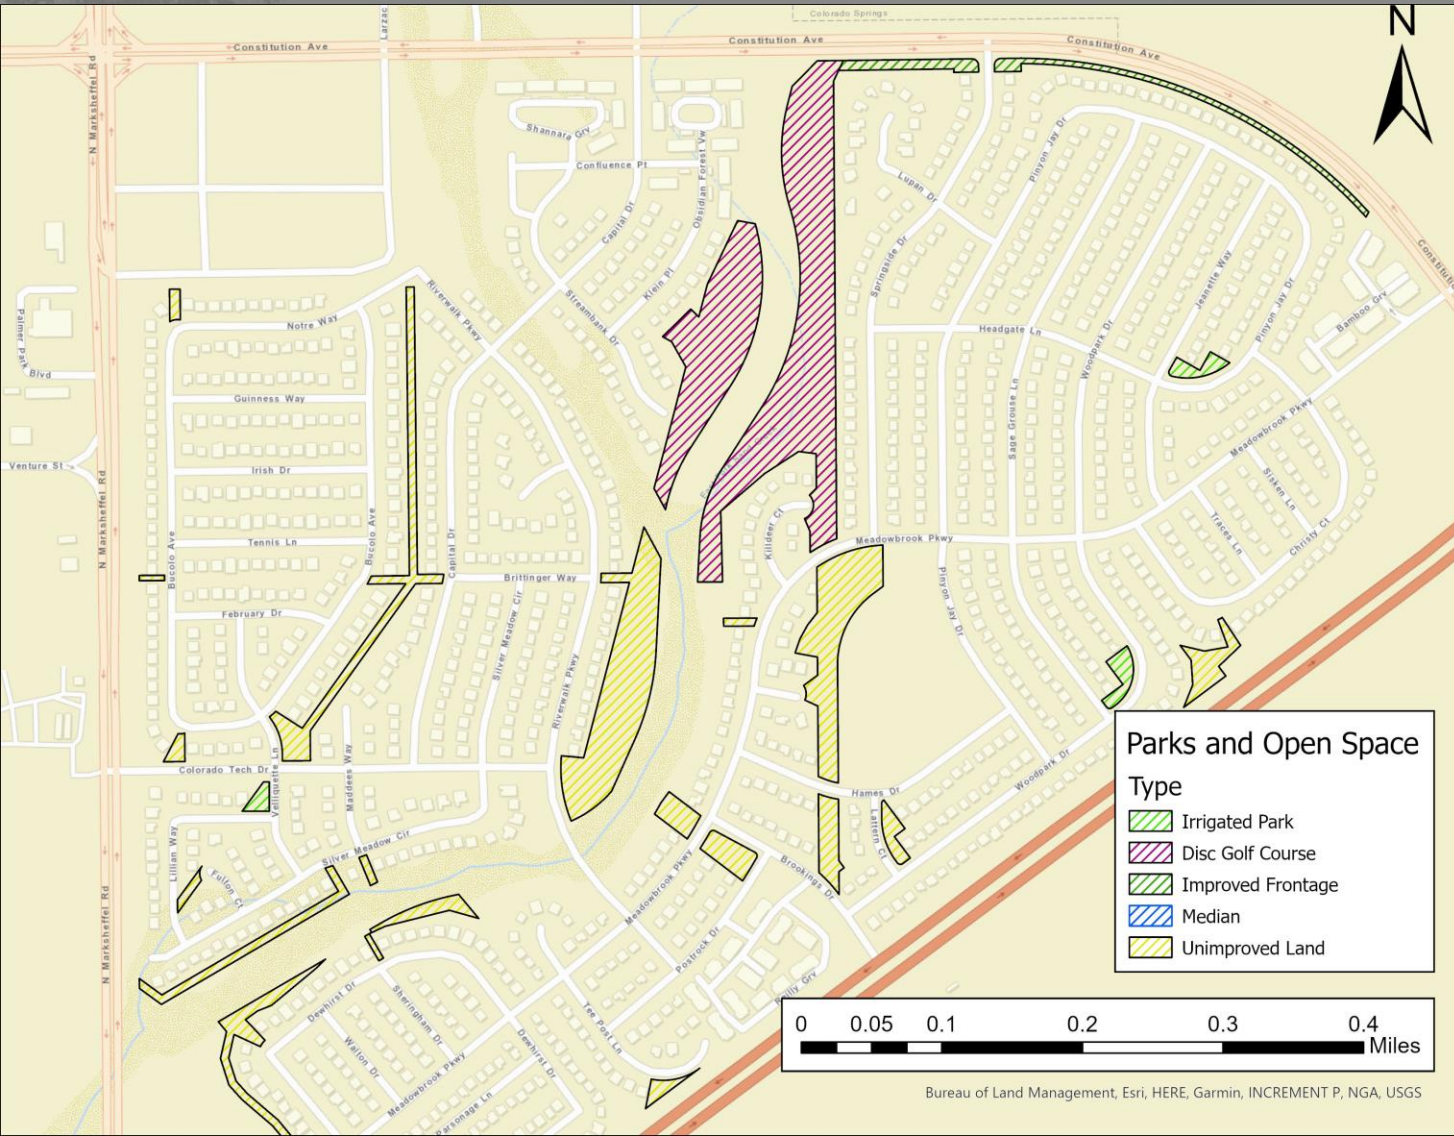 Colorado Springs
N
Constitution Ave
Constitution Ave
Constitution Ave
Larzac
N Marksheffel Rd
Shannara Grv
Confluence Pt
Obsidian Forest Vw
Capital Dr
Klein Pl
Streambank Dr
Lupan Dr
Pinyon Jay Dr
Springside Dr
Jeanette Way
Pinyon Jay Dr
Bamboo Grv
Riverwalk Pkwy
Notre Way
Palmer Park Blvd
Headgate Ln
Woodpark Dr
Sage Grouse Ln
Guinness Way
Meadowbrook Pkwy
Venture St
Irish Dr
N Marksheffel Rd
Sisken Ln
Traces Ln
Christy Ct
Killdeer Ct
Meadowbrook Pkwy
Tennis Ln
Bucolo Ave
Bucolo Ave
Capital Dr
Brittinger Way
February Dr
Silver Meadow Cir
Riverwalk Pkwy
Pinyon Jay Dr
Colorado Tech Dr
Velliquette Ln
Maddees Way
Woodpark Dr
Hames Dr
Lattern Ct
Lillian Way
Silver Meadow Cir
Fulton Ct
Meadowbrook Pkwy
Brookings Dr
N Marksheffel Rd
Postrock Dr
Dewhirst Dr
Sheringham Dr
Wallon Dr
Tee Post Ln
Dewhirst Dr
Meadowbrook Pkwy
Parsonage Ln
Parks and Open Space
Type
Irrigated Park
Disc Golf Course
Improved Frontage
Median
Unimproved Land
0 0.05 0.1 0.2 0.3 0.4
Miles
Bureau of Land Management, Esri, HERE, Garmin, INCREMENT P, NGA, USGS